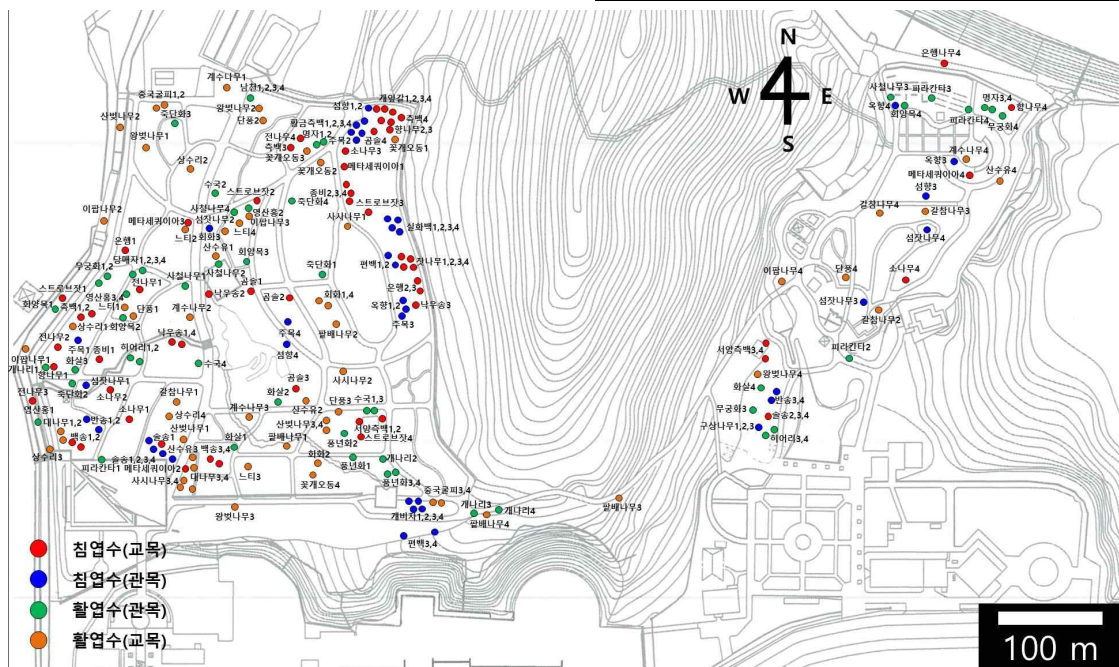 N
W 4 E
S
은행나무4
계수나무1
남천1,2,3,4
중국굴피1,2
왕벚나무2
산벚나무2
죽단화3
단풍2
왕벚나무1
섬향1,2
개잎갈1,2,3,4
측백4
황금측백1,2,3,4
향나무2,3
전나무4
명자1,2
주목2
곰솔4
측백3
꽃개오동3
소나무3
꽃개오동1
꽃개오동2
메타세쿼이아1
상수리2
사철나무3
피라칸타3
명자3,4
옥향4
회양목4
향나무4
피라칸타4
무궁화4
계수나무4
옥향3
메타세쿼이아4
산수유4
섬향3
갈참나무4
갈참나무3
섬잣나무4
수국2
스트로브잣2
종비2,3,4
죽단화4
스트로브잣3
사철나무4
영산홍2
이팝나무2
메타세쿼이아3
섬잣나무2
이팝나무3
사시나무1
실화백1,2,3,4
느티2
회화3
느티4
은행1
산수유1
회양목3
당매자1,2,3,4
무궁화1,2
사철나무2
편백1,2
잣나무1,2,3,4
죽단화1
전나무1
사철나무1
곰솔1
은행2,3
스트로브잣1
영산홍3,4
낙우송2
곰솔2
회화1,4
회양목1
측백1,2
느티1
단풍1
계수나무2
옥향1,2
낙우송3
상수리1
회양목2
팥배나무2
주목3
전나무2
낙우송1,4
주목4
주목1
종비1
히어리1,2
이팝나무1
화살3
수국4
섬향4
개나리1
향나무1
섬잣나무1
사시나무2
죽단화2
곰솔3
전나무3
소나무2
갈참나무1
화살2
영산홍1
소나무1
계수나무3
산수유2
단풍3
수국1,3
대나무1,2
반송1,2
상수리4
산벚나무3,4
서양측백1,2
백송1,2
솔송1
산벚나무1
화살1
팥배나무1
풍년화2
스트로브잣4
상수리3
산수유3
백송3,4
피라칸타1
솔송1,2,3,4
메타세쿼이아2
회화2
풍년화1
개나리2
사시나무3,4
대나무3,4
느티3
꽃개오동4
풍년화3,4
왕벚나무3
중국굴피3,4
개비자1,2,3,4
개나리3
개나리4
팥배나무4
팥배나무3
편백3,4
이팝나무4
단풍4
소나무4
섬잣나무3
갈참나무2
피라칸타2
서양측백3,4
왕벚나무4
화살4
반송3,4
무궁화3
솔송2,3,4
구상나무1,2,3
히어리3,4
침엽수(교목)
침엽수(관목)
활엽수(관목)
활엽수(교목)
100 m